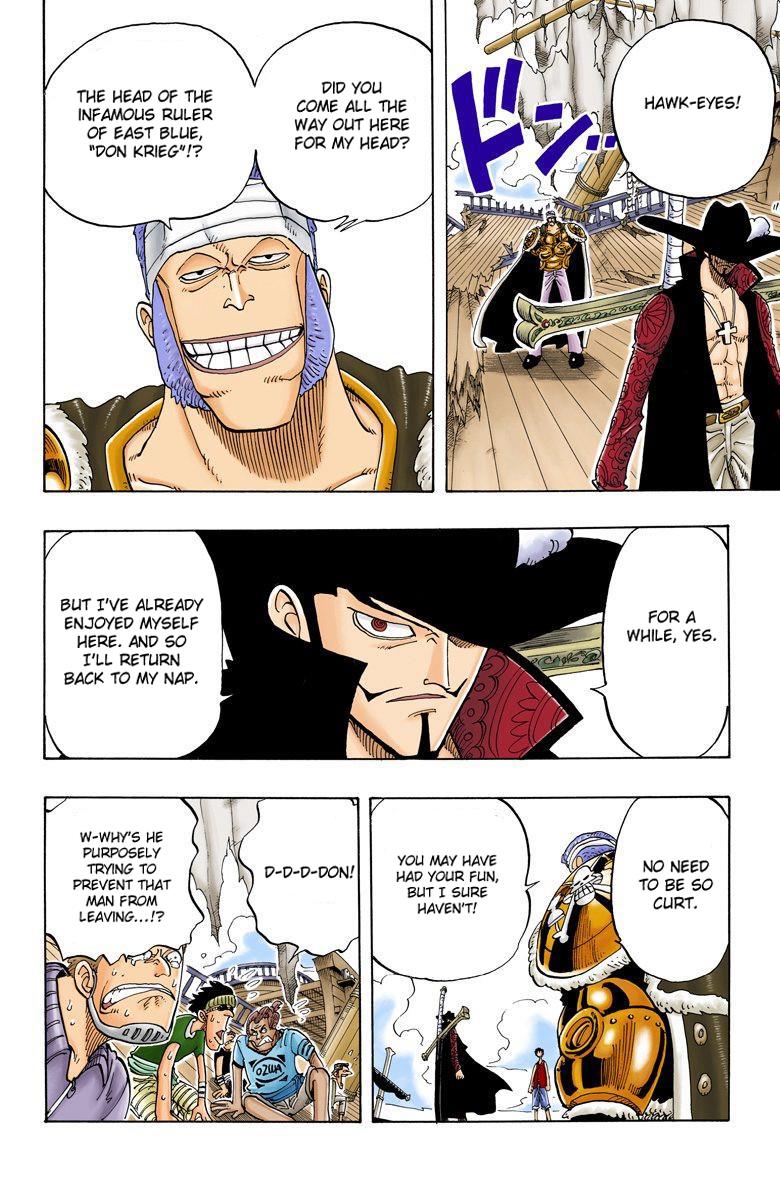 HAWK-EYES!
ドン
DID YOU
COME ALL THE
WAY OUT HERE
FOR MY HEAD?
THE HEAD OF THE
INFAMOUS RULER
OF EAST BLUE,
"DON KRIEG"!?
FOR A
WHILE, YES.
BUT I'VE ALREADY
ENJOYED MYSELF
HERE. AND SO
I'LL RETURN
BACK TO MY NAP.
NO NEED
TO BE SO
CURT.
YOU MAY HAVE
HAD YOUR FUN,
BUT I SURE
HAVEN'T!
D-D-D-DON!
W-WHY'S HE
PURPOSELY
TRYING TO
PREVENT THAT
MAN FROM
LEAVING...!?
OZWA